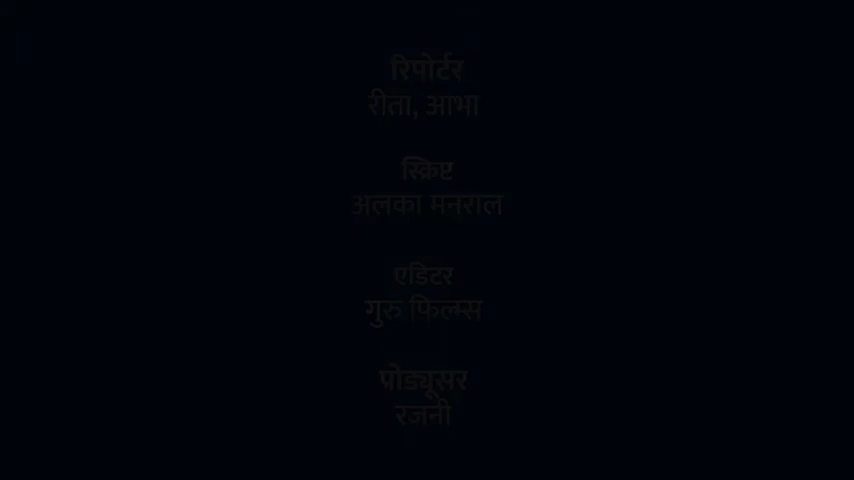 रिपोर्टर
रीता, आभा
स्क्रिप्ट
अलका मनराल
एडिटर
गुरु फिल्म्स
प्रोड्यूसर
रजनी